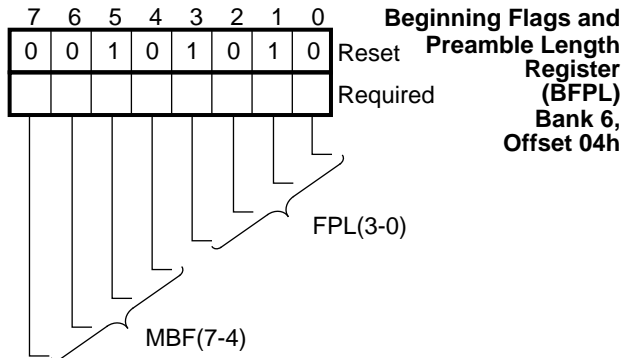 7 6 5 4 3 2 1 0
0 0 1 0 1 0 1 0 Reset
Required
Beginning Flags and
Preamble Length
Register
(BFPL)
Bank 6,
Offset 04h
FPL(3-0)
MBF(7-4)